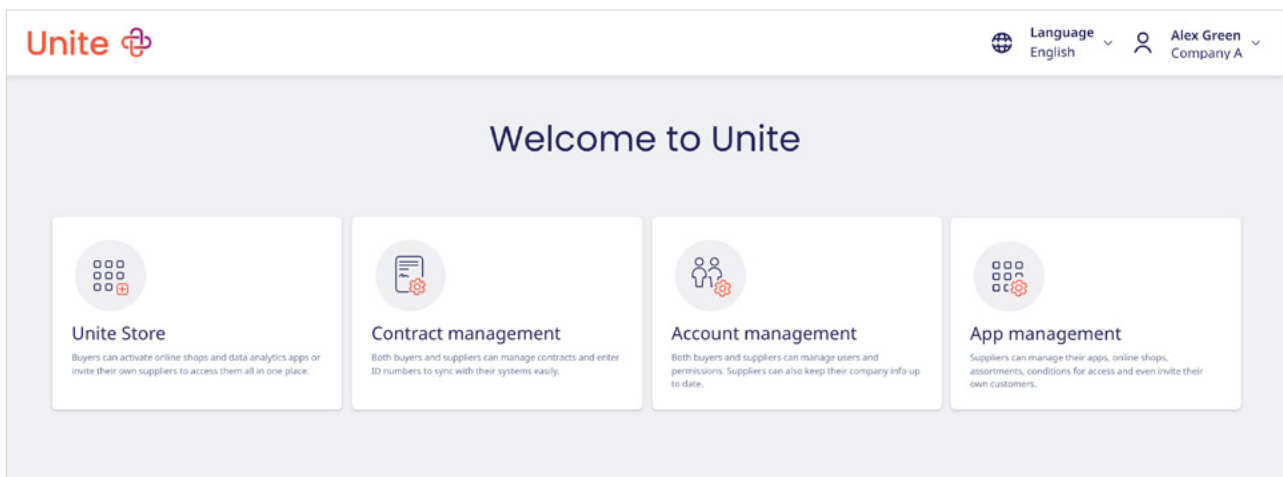 Unite
Language
English
Alex Green
Company A
Welcome to Unite
Unite Store
Buyers can activate online shops and data analytics apps or
invite their own suppliers to access them all in one place.
Contract management
Both buyers and suppliers can manage contracts and enter
ID numbers to sync with their systems easily.
Account management
Both buyers and suppliers can manage users and
permissions. Suppliers can also keep their company info up
to date.
App management
Suppliers can manage their apps, online shops,
assortments, conditions for access and even invite their
own customers.